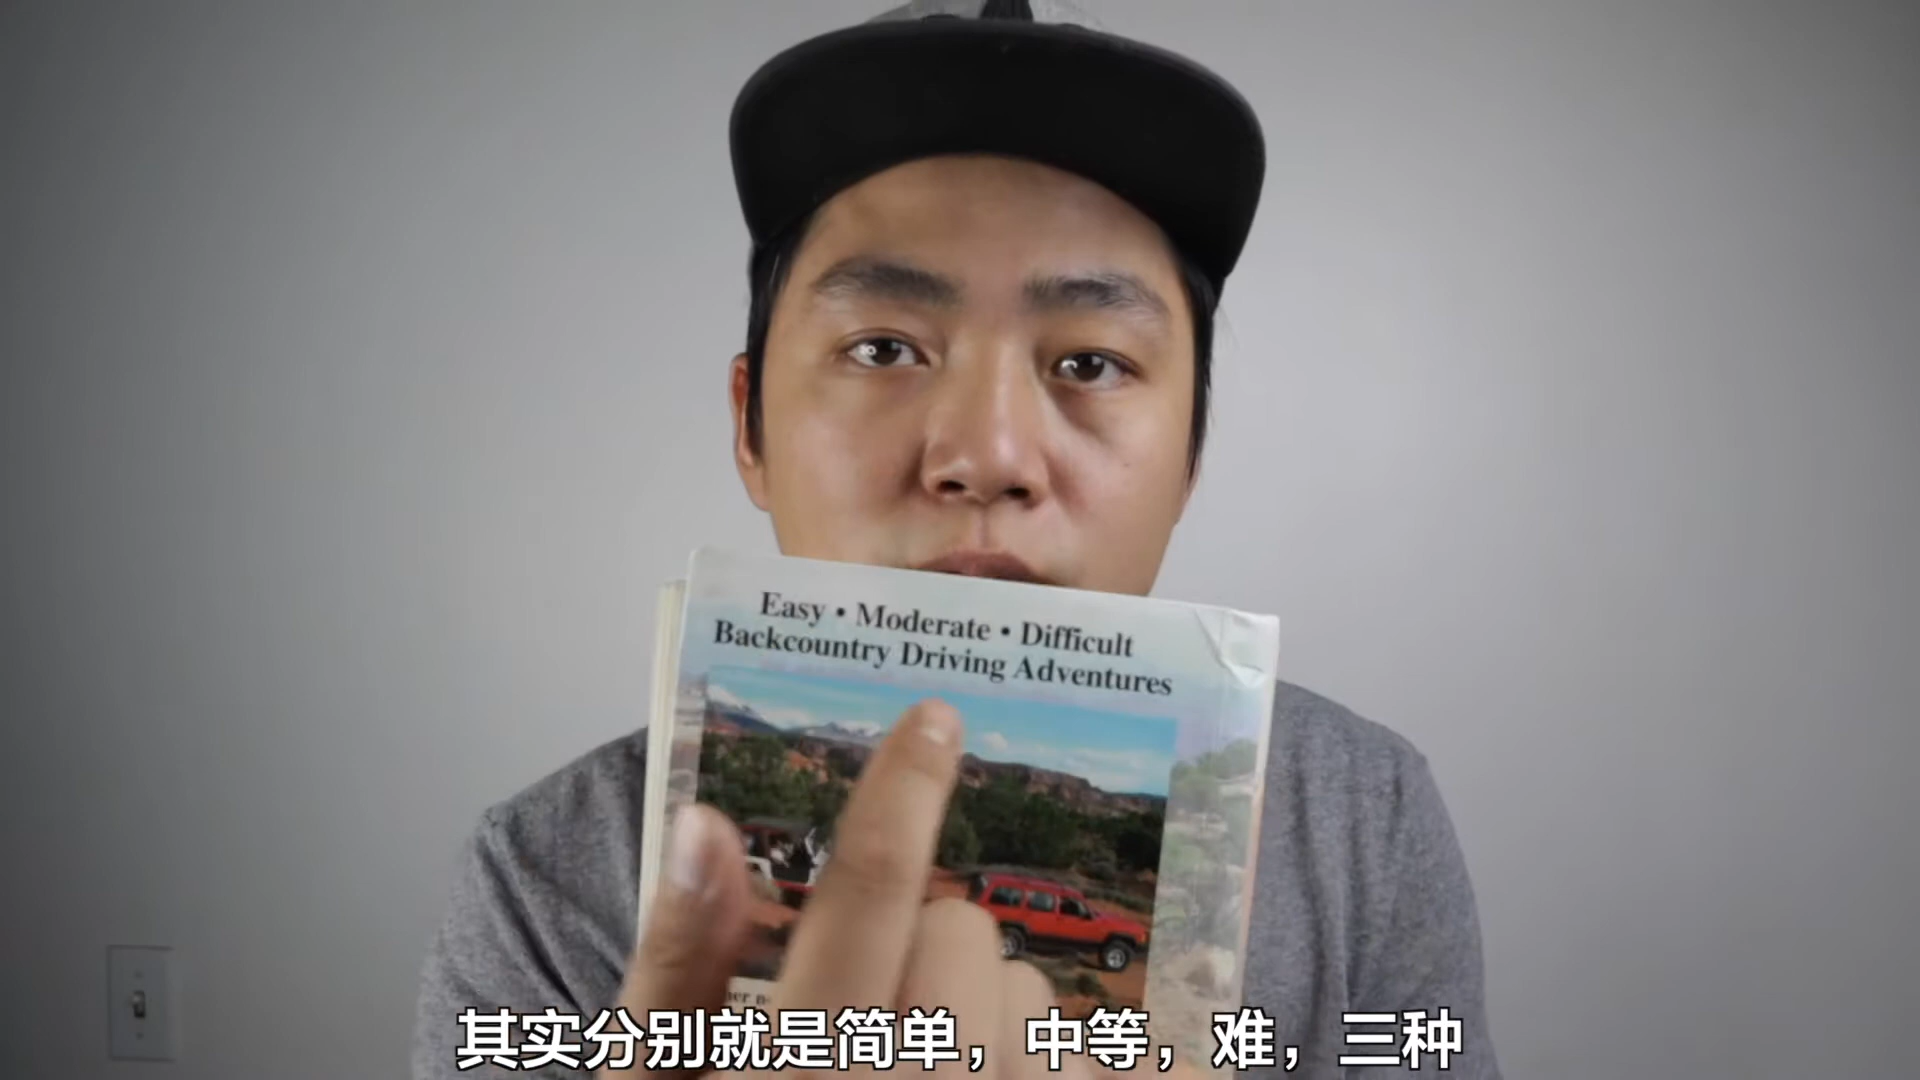 Easy • Moderate • Difficult
Backcountry Driving Adventures
其实分别就是简单，中等，难，三种